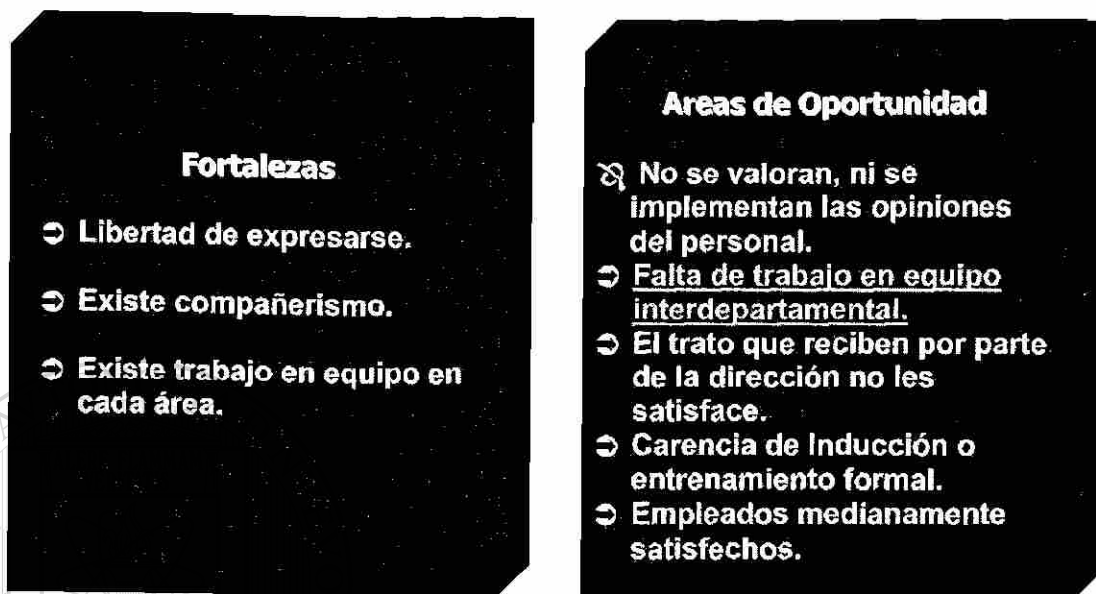 Fortalezas
➲ Libertad de expresarse.
➲ Existe compañerismo.
➲ Existe trabajo en equipo en
cada área.
Areas de Oportunidad
No se valoran, ni se
implementan las opiniones
del personal.
➲ Falta de trabajo en equipo
interdepartamental.
➲ El trato que reciben por parte
de la dirección no les
satisface.
➲ Carencia de Inducción o
entrenamiento formal.
➲ Empleados medianamente
satisfechos.